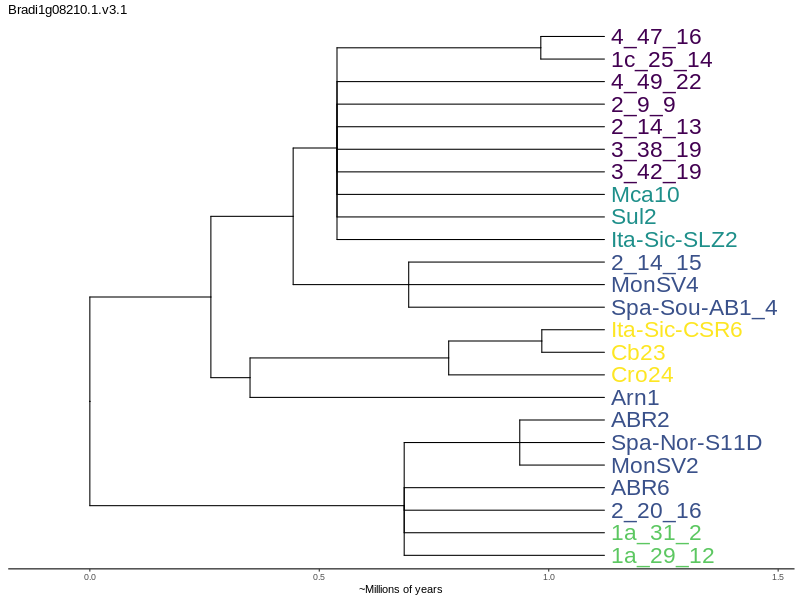 Bradi1g08210.1.v3.1
4_47_16
1c_25_14
4_49_22
2_9_9
2_14_13
3_38_19
3_42_19
Mca10
Sul2
Ita-Sic-SLZ2
2_14_15
MonSV4
Spa-Sou-AB1_4
Ita-Sic-CSR6
Cb23
Cro24
Arn1
ABR2
Spa-Nor-S11D
MonSV2
ABR6
2_20_16
1a_31_2
1a_29_12
0.0 0.5 1.0 1.5
~Millions of years